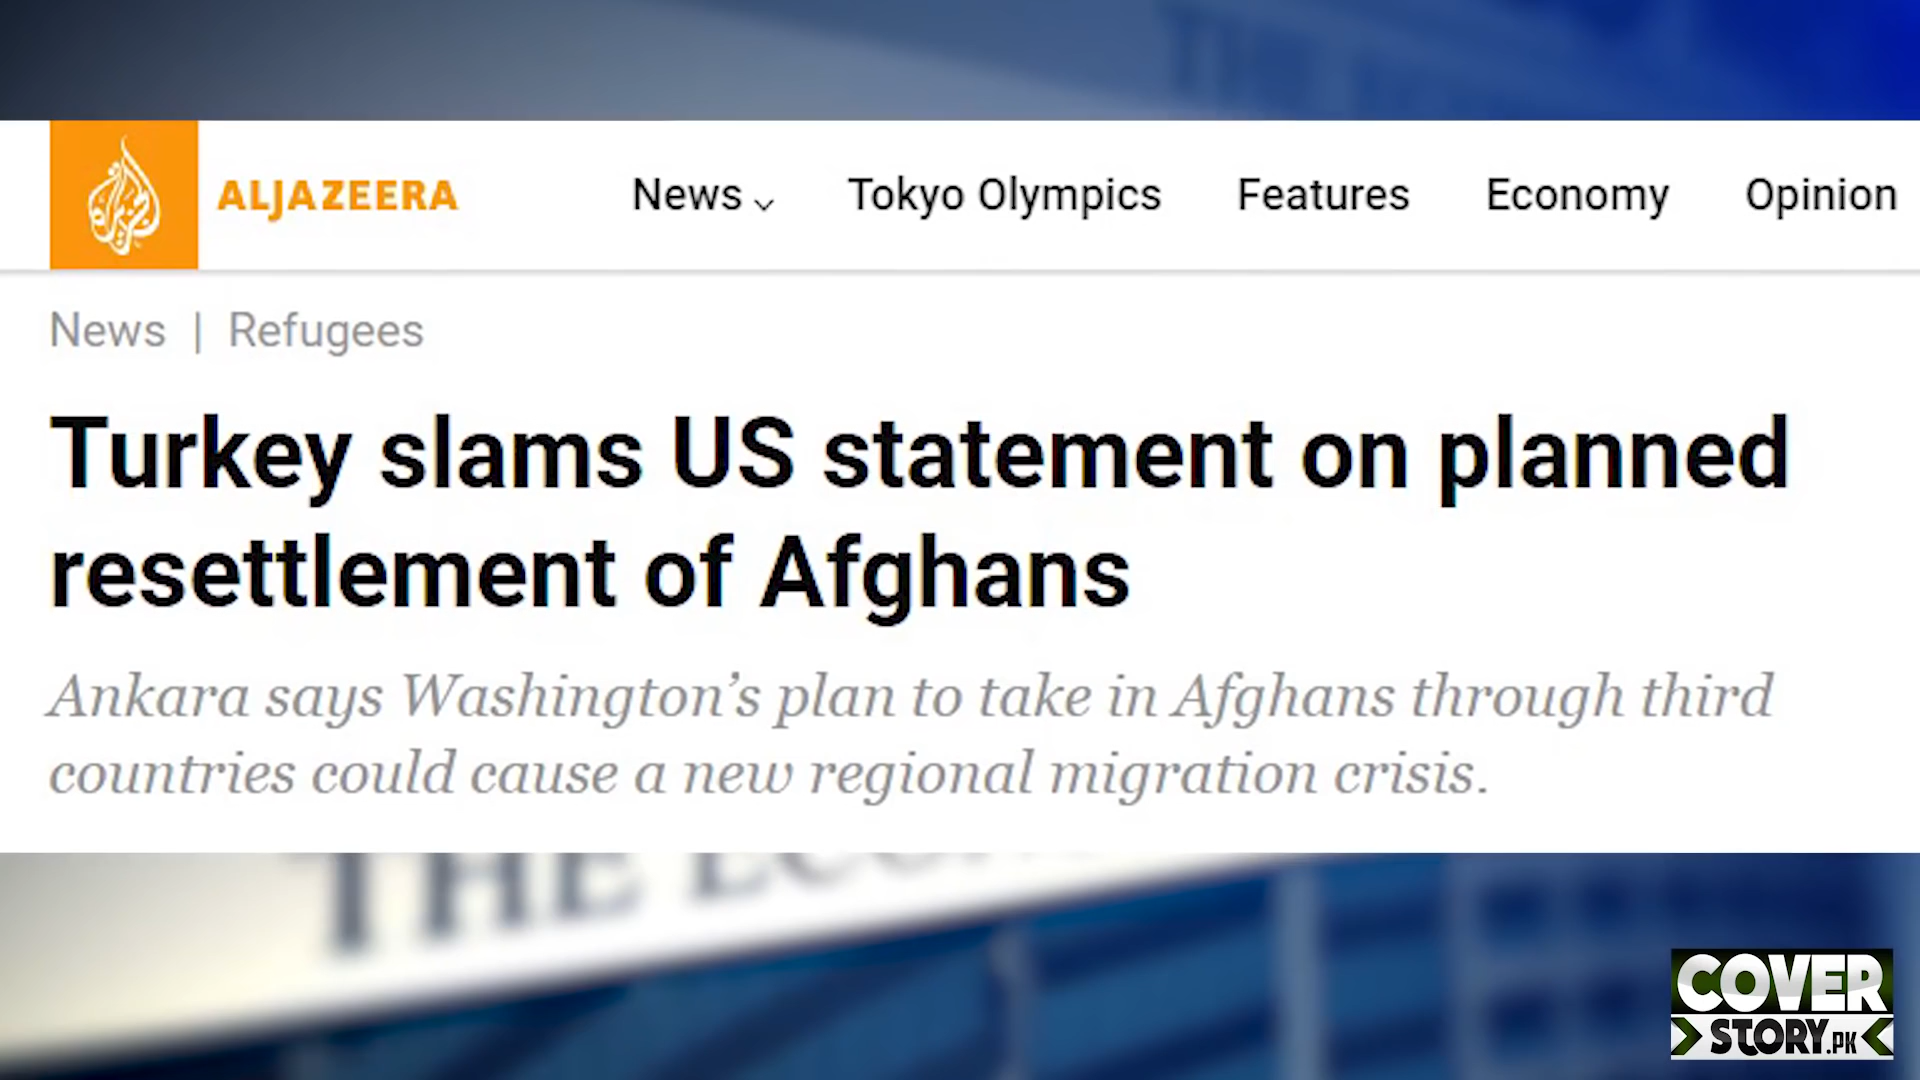 ALJAZEERA
News Tokyo Olympics Features Economy Opinion
News | Refugees
Turkey slams US statement on planned
resettlement of Afghans
Ankara says Washington’s plan to take in Afghans through third
countries could cause a new regional migration crisis.
THE ECON
COVER
STORY.PK